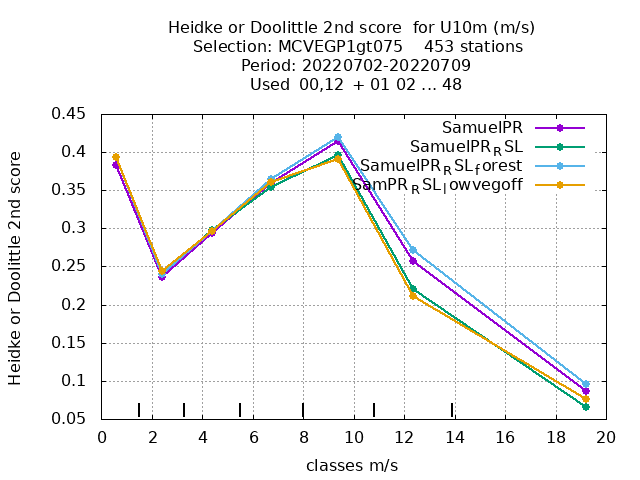 Heidke or Doolittle 2nd score  for U10m (m/s)
Selection: MCVEGP1gt075    453 stations
Period: 20220702-20220709
Used  00,12  + 01 02 ... 48
SamuelPR
SamuelPR_RSL
SamuelPR_RSL_forest
SamPR_RSL_lowvegoff
Heidke or Doolittle 2nd score
0.45
0.4
0.35
0.3
0.25
0.2
0.15
0.1
0.05
0 2 4 6 8 10 12 14 16 18 20
classes m/s